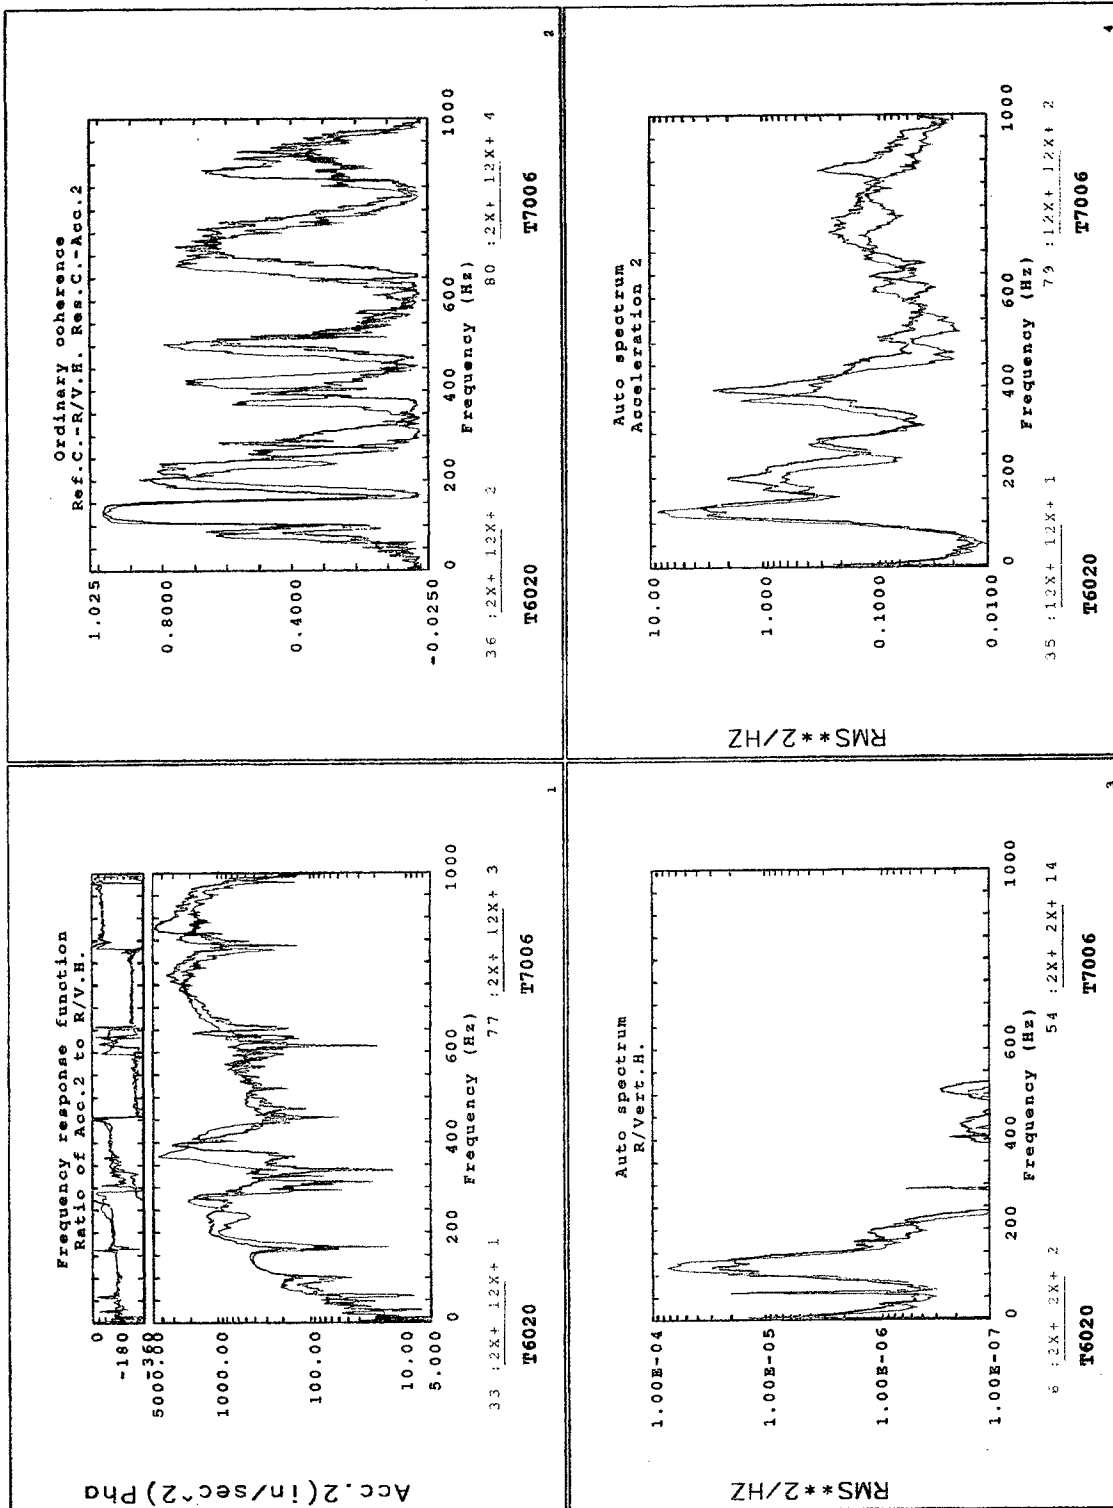 Frequency response function
Ratio of Acc.2 to R/V.H.
Acc.2(in/sec^2) Pha
0
-180
-360
5000.00
1000.00
100.00
10.00
5.000
0 200 400 600 1000
Frequency (Hz)
33 :2X+ 12X+ 1
77 :2X+ 12X+ 3
T6020 T7006
1
Ordinary coherence
Ref.C.-R/V.H. Res.C.-Acc.2
1.025
0.8000
0.4000
-0.0250
0 200 400 600 1000
Frequency (Hz)
36 :2X+ 12X+ 2
80 :2X+ 12X+ 4
T6020 T7006
2
Auto spectrum
R/Vert.H.
RMS**2/HZ
1.00E-04
1.00E-05
1.00E-06
1.00E-07
0 200 400 600 1000
Frequency (Hz)
6 :2X+ 2X+ 2
54 :2X+ 2X+ 14
T6020 T7006
3
Auto spectrum
Acceleration 2
RMS**2/HZ
10.00
1.000
0.1000
0.0100
0 200 400 600 1000
Frequency (Hz)
35 :12X+ 12X+ 1
79 :12X+ 12X+ 2
T6020 T7006
4